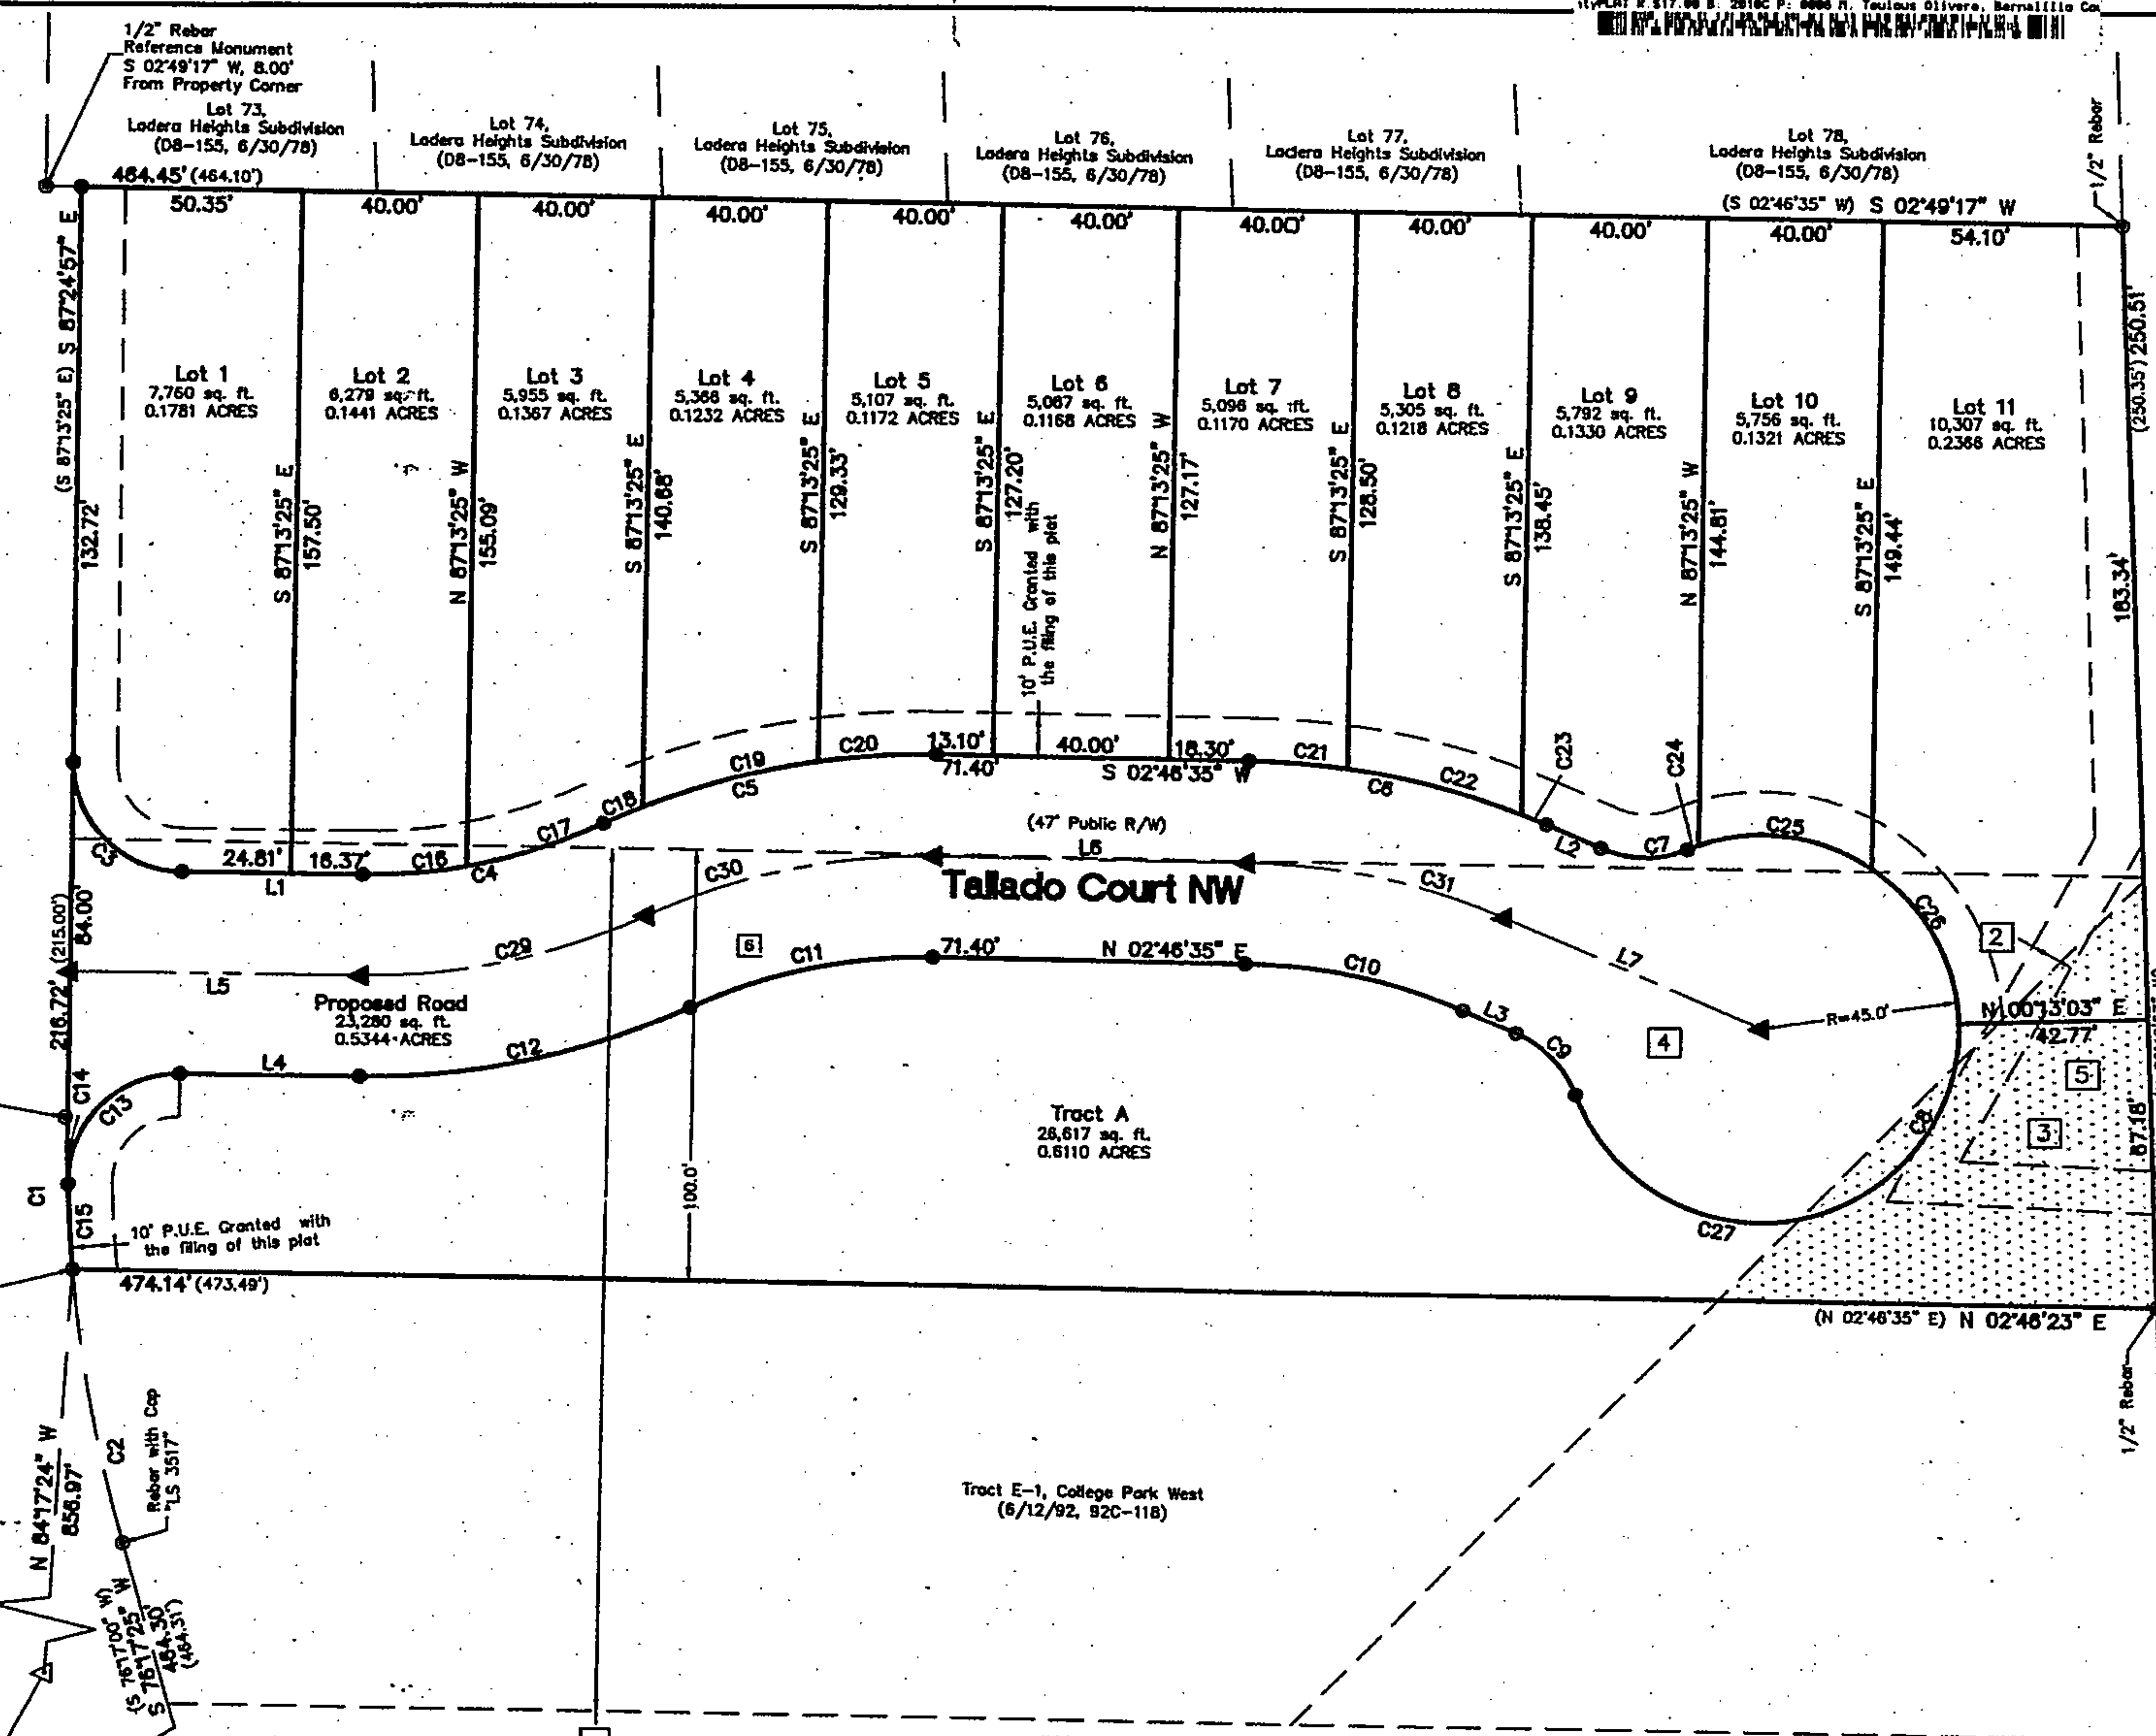 1/2" Rebar
Reference Monument
S 02°49'17" W, 8.00'
From Property Corner
Lot 73,
Ladera Heights Subdivision
(D8-155, 6/30/78)
Lot 74,
Ladera Heights Subdivision
(D8-155, 6/30/78)
Lot 75,
Ladera Heights Subdivision
(D8-155, 6/30/78)
Lot 76,
Ladera Heights Subdivision
(D8-155, 6/30/78)
Lot 77,
Ladera Heights Subdivision
(D8-155, 6/30/78)
Lot 78,
Ladera Heights Subdivision
(D8-155, 6/30/78)
1/2" Rebar
464.45' (464.10')
(S 02°46'35" W) S 02°49'17" W
50.35'
40.00'
40.00'
40.00'
40.00'
40.00'
40.00'
40.00'
40.00'
40.00'
54.10'
(S 87°13'25" E) S 87°24'57" E
132.72'
Lot 1
7,760 sq. ft.
0.1781 ACRES
S 87°13'25" E
157.50'
Lot 2
6,279 sq. ft.
0.1441 ACRES
N 87°13'25" W
155.09'
Lot 3
5,955 sq. ft.
0.1367 ACRES
S 87°13'25" E
140.68'
Lot 4
5,366 sq. ft.
0.1232 ACRES
S 87°13'25" E
129.33'
Lot 5
5,107 sq. ft.
0.1172 ACRES
S 87°13'25" E
127.20'
Lot 6
5,087 sq. ft.
0.1168 ACRES
10' P.U.E. Granted with
the filing of this plat
N 87°13'25" W
127.17'
Lot 7
5,096 sq. ft.
0.1170 ACRES
S 87°13'25" E
128.50'
Lot 8
5,305 sq. ft.
0.1218 ACRES
S 87°13'25" E
138.45'
Lot 9
5,792 sq. ft.
0.1330 ACRES
N 87°13'25" W
144.81'
Lot 10
5,756 sq. ft.
0.1321 ACRES
S 87°13'25" E
149.44'
Lot 11
10,307 sq. ft.
0.2366 ACRES
(250.35') 250.51'
163.34'
C3
24.81'
L1
16.37'
C16
C4
C17
C18
C19
C5
C20
13.10'
71.40'
40.00'
S 02°46'35" W
18.30'
C21
C6
C22
C23
L2
C7
C24
C25
C26
(47' Public R/W)
L6
Tallado Court NW
C30
C31
C29
L5
L7
6
C11
71.40'
N 02°46'35" E
C10
L3
C9
R=45.0'
4
2
N 00°13'03" E
42.77'
5
3
87.18'
C8
C27
(215.00')
84.00'
216.72'
Proposed Road
23,280 sq. ft.
0.5344 ACRES
L4
C12
C14
C13
C1
C15
10' P.U.E. Granted with
the filing of this plat
100.0'
Tract A
26,617 sq. ft.
0.6110 ACRES
474.14' (473.49')
(N 02°46'35" E) N 02°46'23" E
1/2" Rebar
C2
Rebar with Cap
"LS 3517"
N 84°17'24" W
856.97'
(S 76°17'00" W)
S 76°17'25" W
464.30'
(464.51')
Tract E-1, College Park West
(6/12/92, 92C-118)